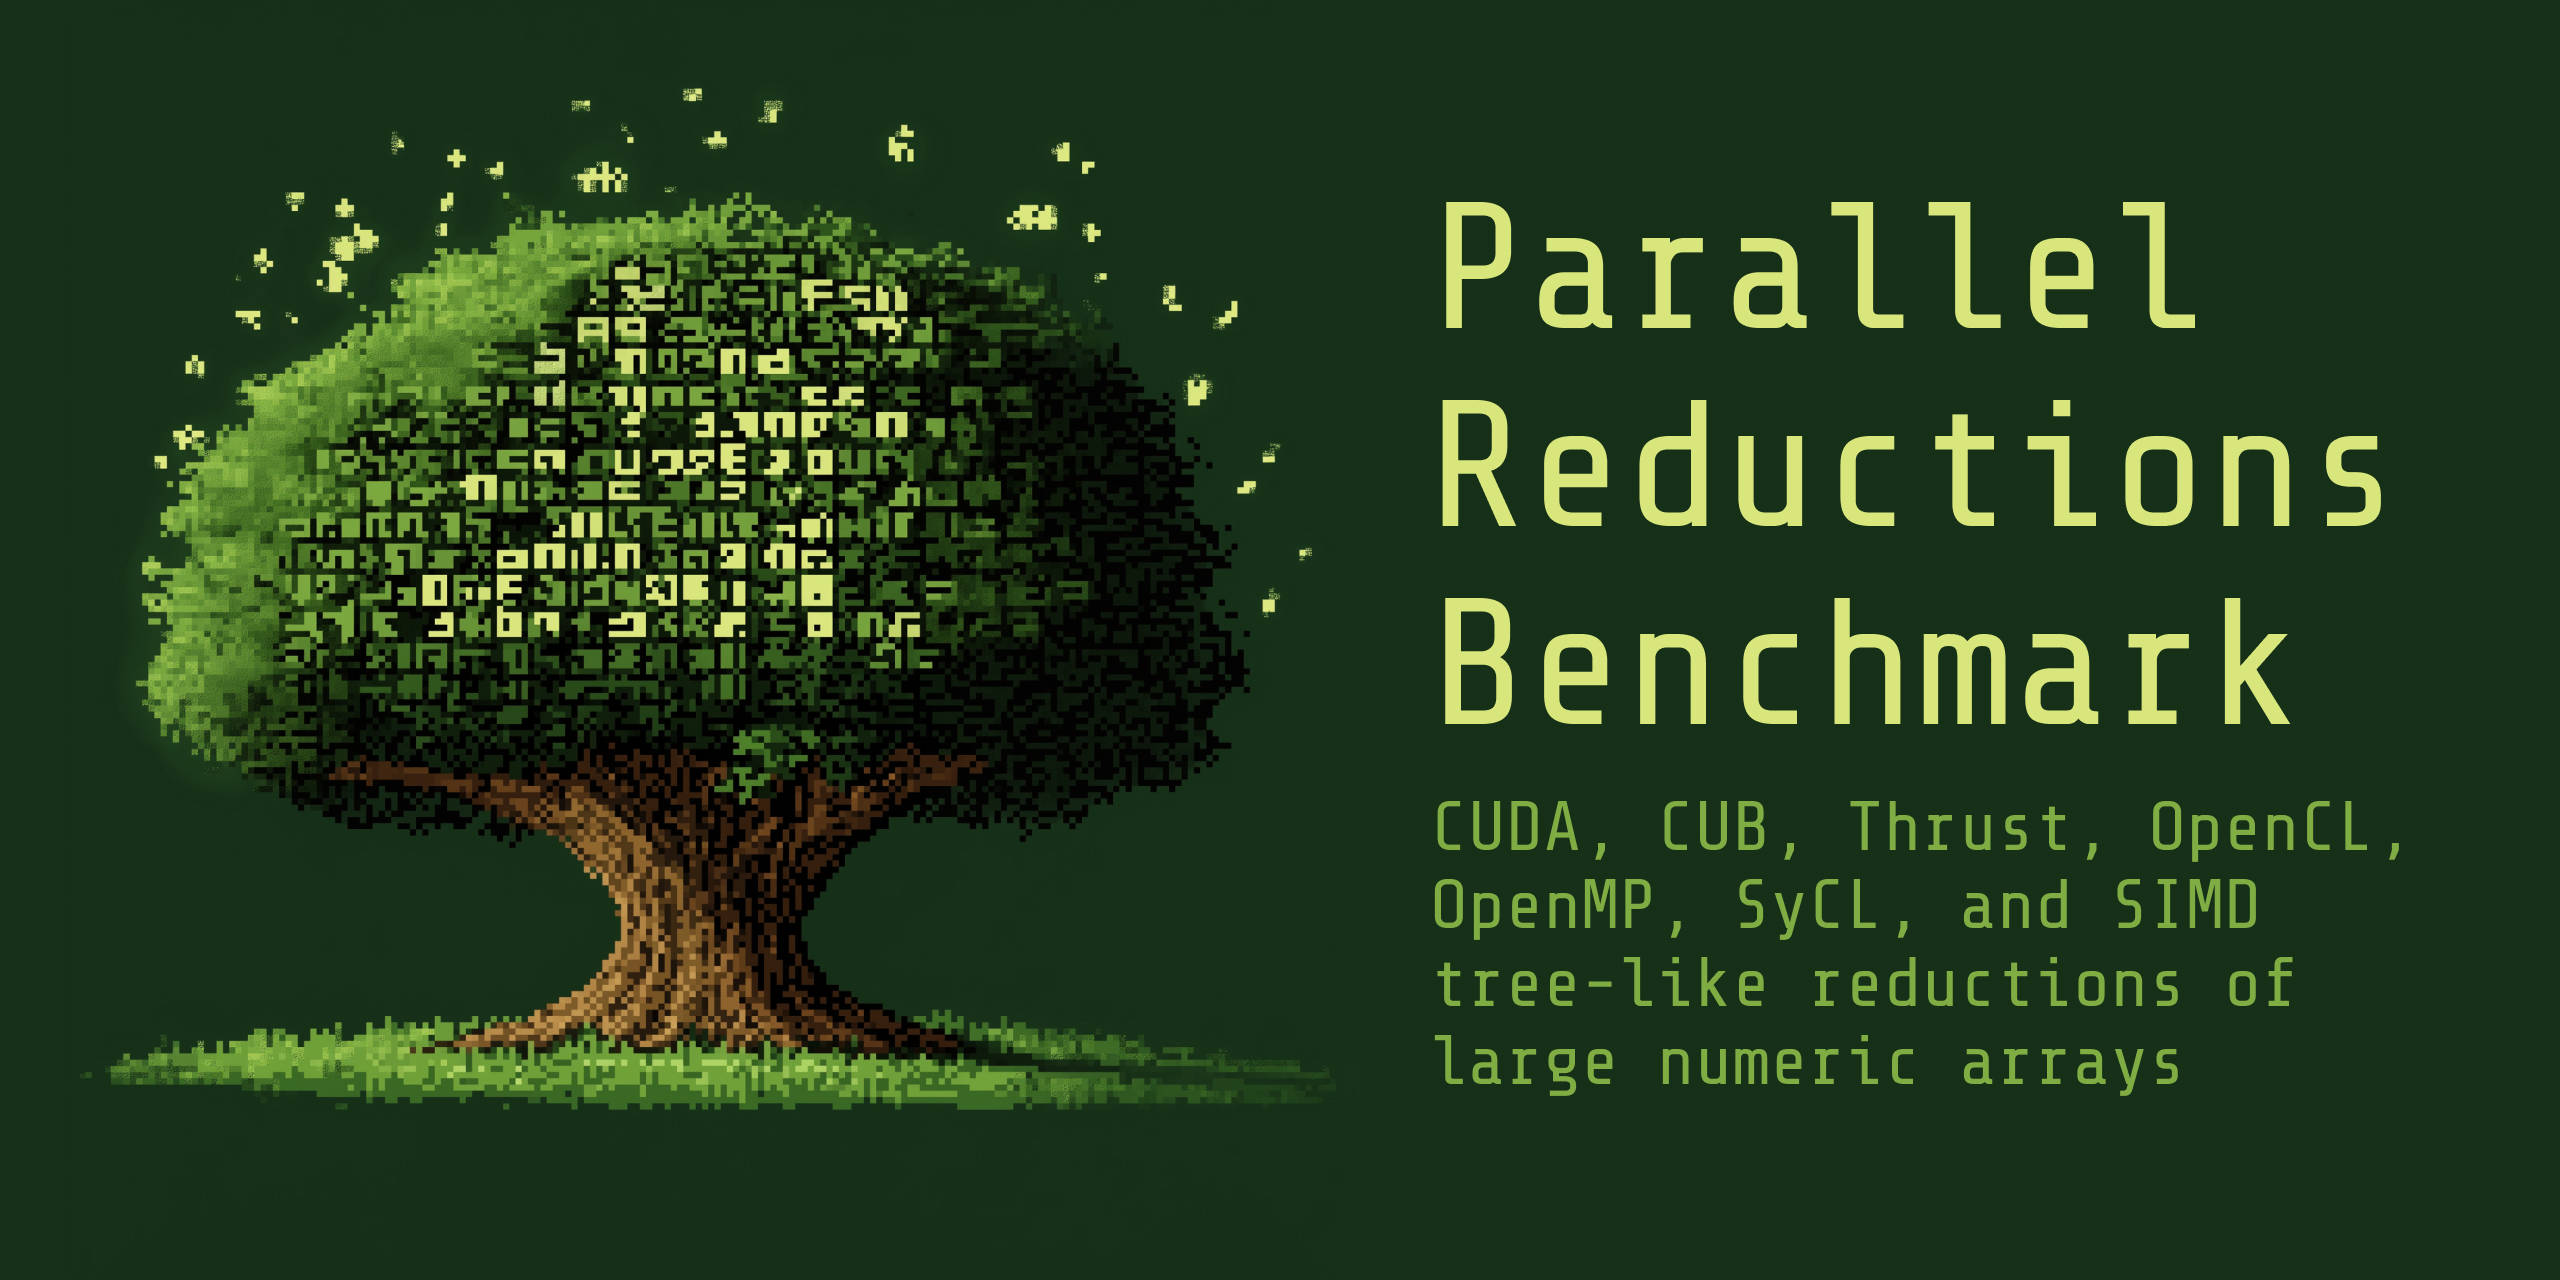 Parallel
Reductions
Benchmark
CUDA, CUB, Thrust, OpenCL,
OpenMP, SyCL, and SIMD
tree-like reductions of
large numeric arrays